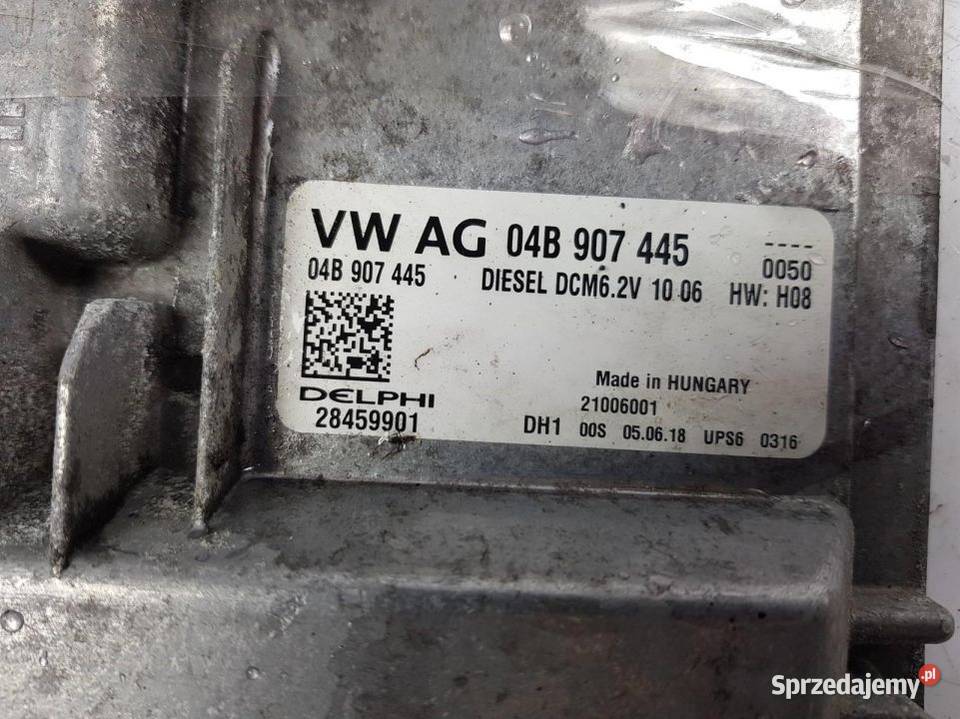 VW AG 04B 907 445 ----
04B 907 445 DIESEL DCM6.2V 10 06 0050
HW: H08
DELPHI
28459901
Made in HUNGARY
21006001
DH1 00S 05.06.18 UPS6 0316
Sprzedajemy.pl